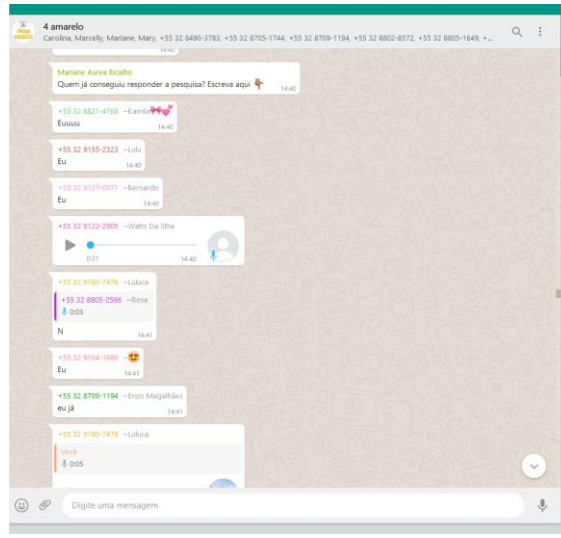 4 amarelo
Carolina, Marcelly, Mariane, Mary, +55 32 8490-3783, +55 32 8705-1744, +55 32 8709-1194, +55 32 8802-8572, +55 32 8805-1849, +...
14:40
Mariane Aurea Bicalho
Quem já conseguiu responder a pesquisa? Escreva aqui 👇🏽
14:40
+55 32 8821-4768 ~Kamila🎀💞
Euuuu
14:40
+55 32 9155-2323 ~Lulu
Eu
14:40
+55 32 9127-0571 ~Bernardo
Eu
14:40
+55 32 9122-2905 ~Watts Da Sthe
0:21 14:40
+55 32 9180-7476 ~Luluca
+55 32 8805-2566 ~Rose
0:03
N
14:41
+55 32 9104-1680 ~😍
Eu
14:41
+55 32 8709-1194 ~Enzo Magalhães
eu já
14:41
+55 32 9180-7476 ~Luluca
Você
0:05
Digite uma mensagem